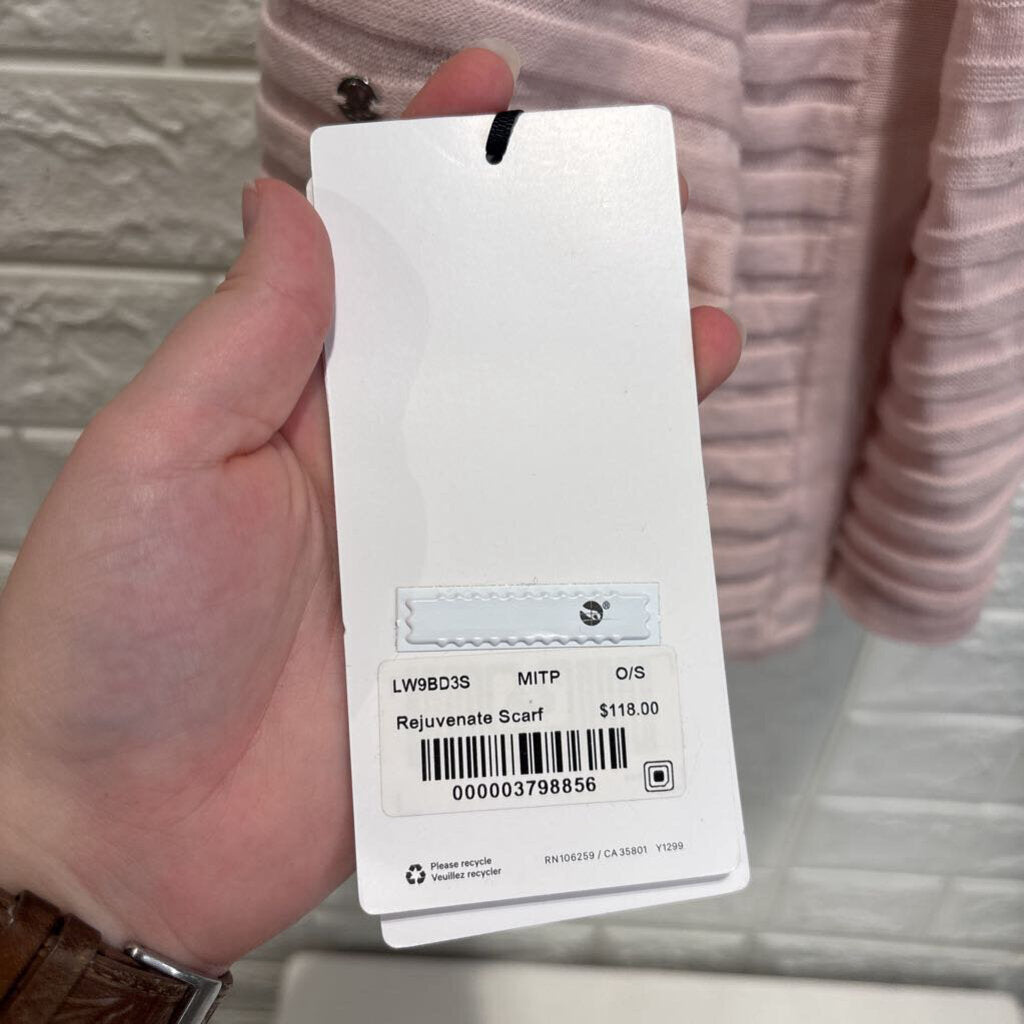 ®
LW9BD3S MITP O/S
Rejuvenate Scarf $118.00
000003798856
Please recycle
Veuillez recycler
RN106259 / CA35801 Y1299